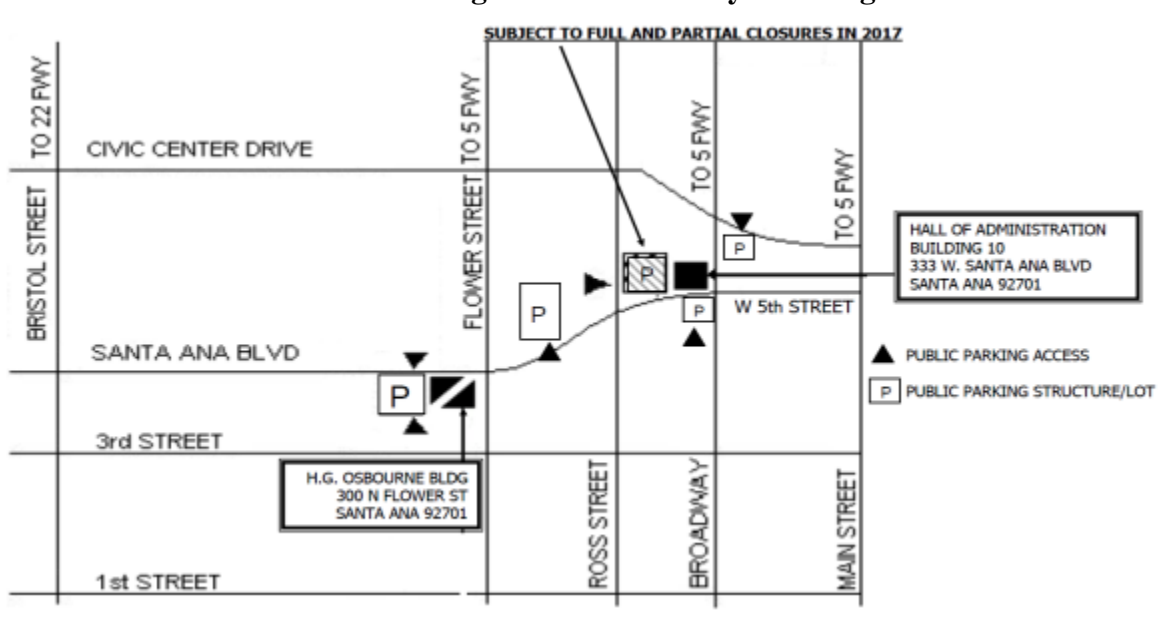 SUBJECT TO FULL AND PARTIAL CLOSURES IN 2017
TO 22 FWY
TO 5 FWY
TO 5 FWY
TO 5 FWY
CIVIC CENTER DRIVE
BRISTOL STREET
FLOWER STREET
P
HALL OF ADMINISTRATION
BUILDING 10
333 W. SANTA ANA BLVD
SANTA ANA 92701
P
P
P
W 5th STREET
SANTA ANA BLVD
PUBLIC PARKING ACCESS
P
P PUBLIC PARKING STRUCTURE/LOT
3rd STREET
H.G. OSBOURNE BLDG
300 N FLOWER ST
SANTA ANA 92701
ROSS STREET
BROADWAY
MAIN STREET
1st STREET